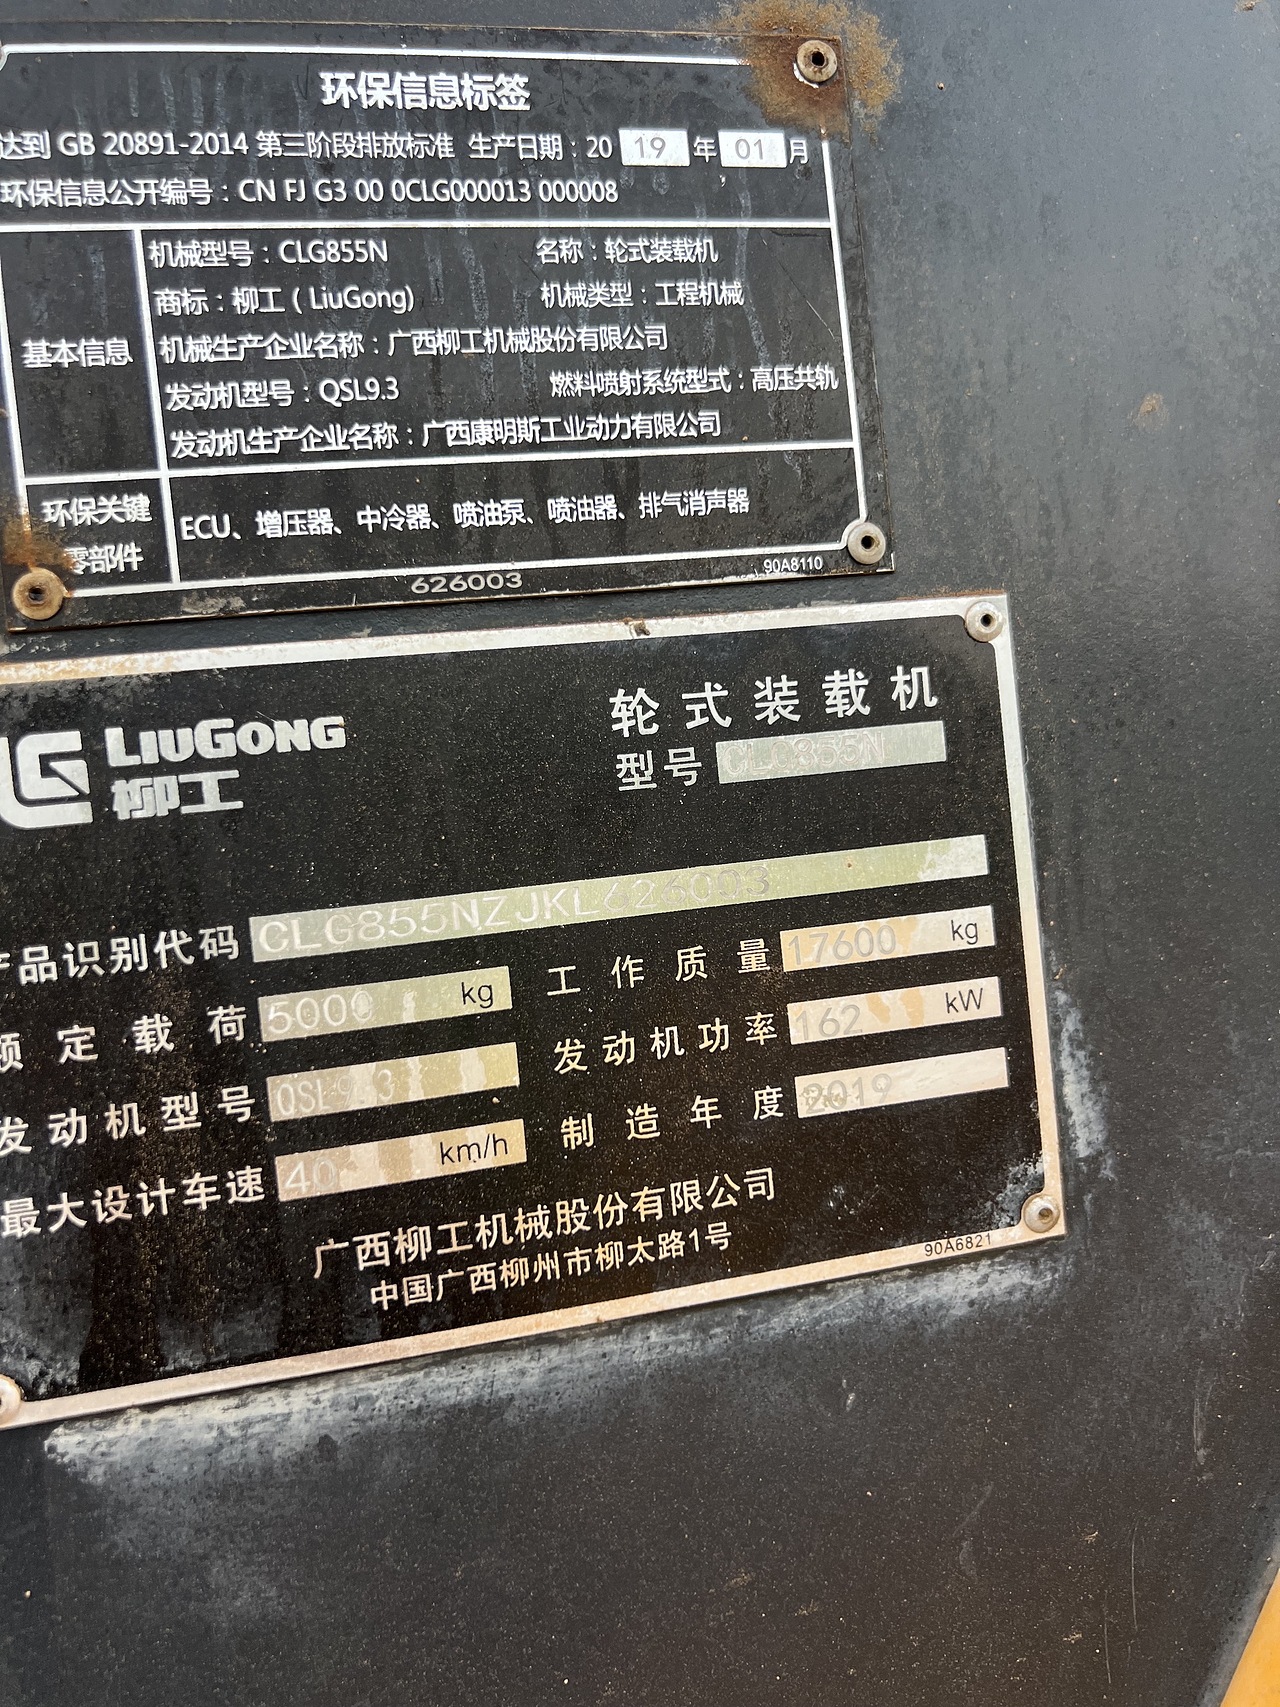 环保信息标签
达到 GB 20891-2014 第三阶段排放标准 生产日期：2019年01月
环保信息公开编号：CN FJ G3 00 0CLG000013 000008
基本信息
机械型号：CLG855N 名称：轮式装载机
商标：柳工（LiuGong) 机械类型：工程机械
机械生产企业名称：广西柳工机械股份有限公司
发动机型号：QSL9.3 燃料喷射系统型式：高压共轨
发动机生产企业名称：广西康明斯工业动力有限公司
环保关键
零部件
ECU、增压器、中冷器、喷油泵、喷油器、排气消声器
626003
90A8110
LIUGONG
柳工
轮式装载机
型号 CLG855N
产品识别代码 CLG855NZJKL626003
额定载荷 5000 kg 工作质量 17600 kg
发动机型号 QSL9.3 发动机功率 162 kW
最大设计车速 40 km/h 制造年度 2019
广西柳工机械股份有限公司
中国广西柳州市柳太路1号
90A6821